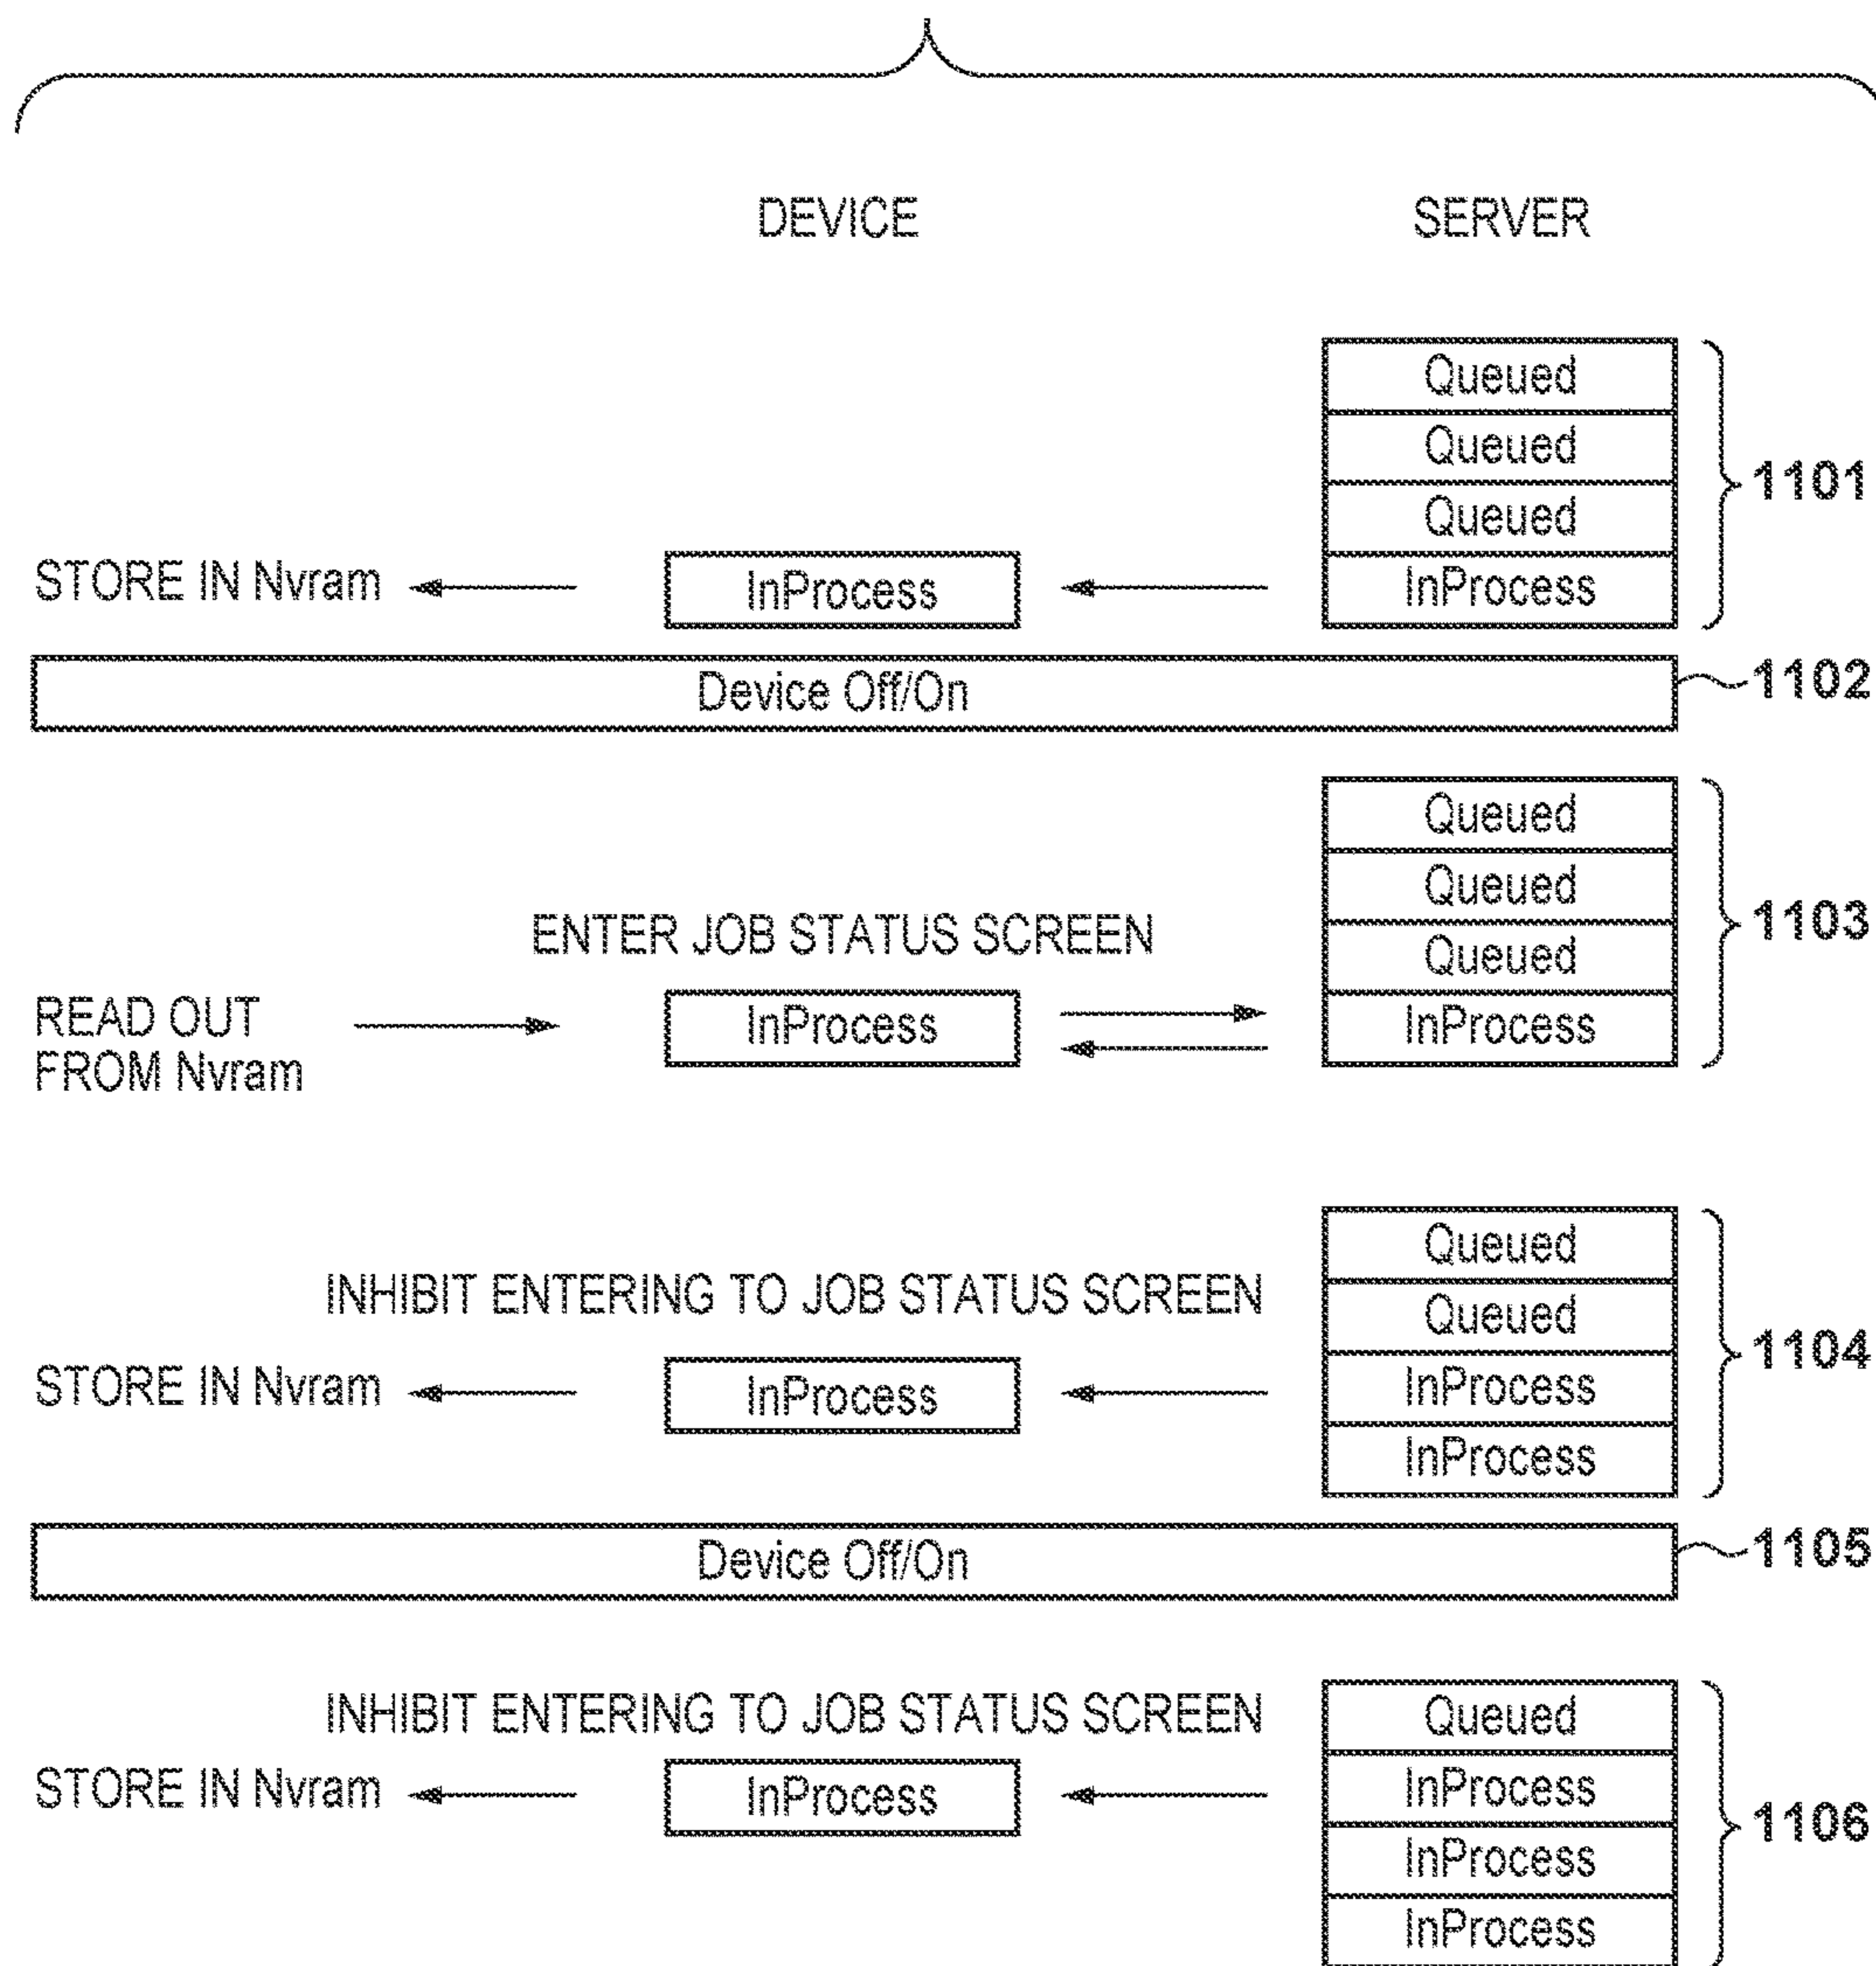 DEVICE
SERVER
Queued
Queued
Queued
STORE IN Nvram
InProcess
InProcess
1101
Device Off/On
1102
Queued
Queued
ENTER JOB STATUS SCREEN
Queued
READ OUT
FROM Nvram
InProcess
InProcess
1103
Queued
INHIBIT ENTERING TO JOB STATUS SCREEN
Queued
InProcess
STORE IN Nvram
InProcess
InProcess
1104
Device Off/On
1105
INHIBIT ENTERING TO JOB STATUS SCREEN
Queued
STORE IN Nvram
InProcess
InProcess
InProcess
InProcess
1106